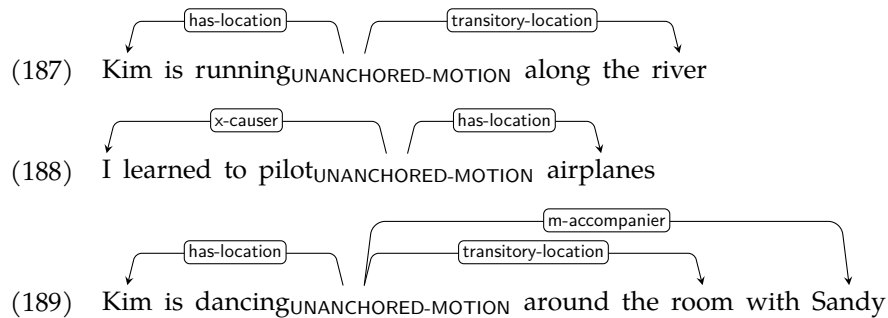 has-location transitory-location
(187) Kim is runningUNANCHORED-MOTION along the river
x-causer has-location
(188) I learned to pilotUNANCHORED-MOTION airplanes
m-accompanier
has-location transitory-location
(189) Kim is dancingUNANCHORED-MOTION around the room with Sandy